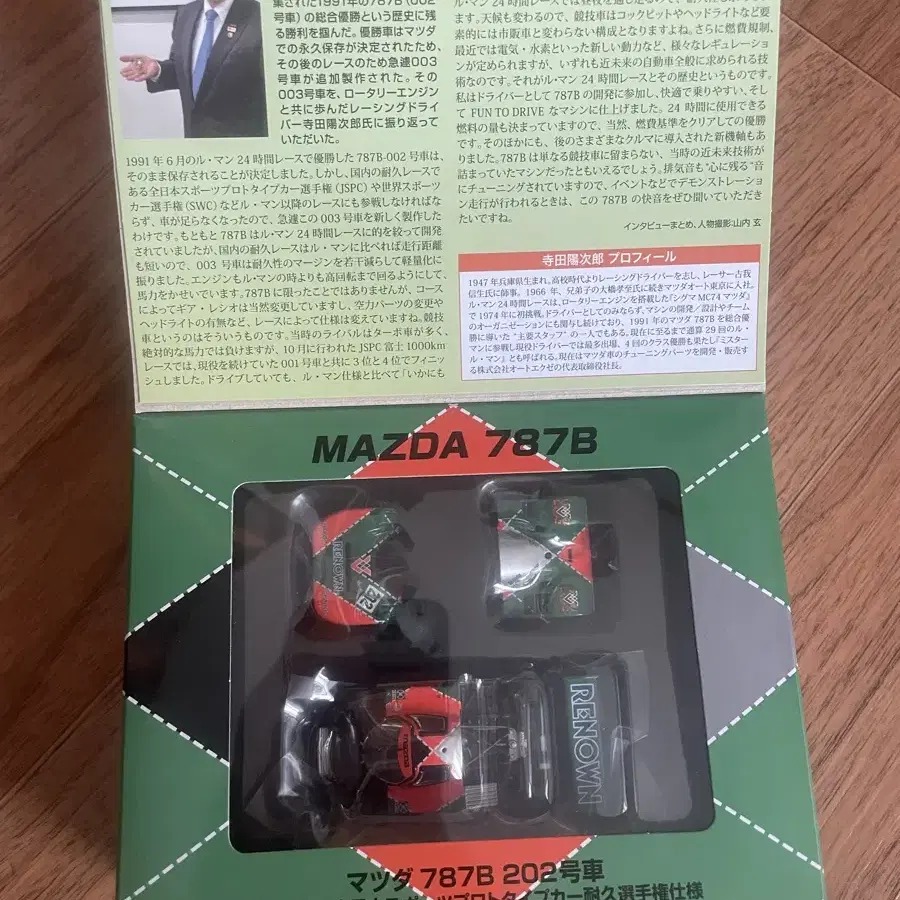 集された1991年の787B（002
号車）の総合優勝という歴史に残
る勝利を掴んだ。優勝車はマツダ
での永久保存が決定されたため、
その後のレースのため急遽003
号車が追加製作された。その
003号車を、ロータリーエンジン
と共に歩んだレーシングドライ
バー寺田陽次郎氏に振り返って
いただいた。
1991年6月のル・マン24時間レースで優勝した787B-002号車は、
そのまま保存されることが決定しました。しかし、国内の耐久レースで
ある全日本スポーツプロトタイプカー選手権（JSPC）や世界スポーツ
カー選手権（SWC）などル・マン以降のレースにも参戦しなければな
らず、車が足らなくなったので、急遽この003号車を新しく製作した
わけです。もともと787Bはル・マン24時間レースに的を絞って開発
されていましたが、国内の耐久レースはル・マンに比べれば走行距離
も短いので、003号車は耐久性のマージンを若干減らして軽量化に
振りました。エンジンもル・マンの時よりも高回転まで回るようにして、
馬力をかせいでいます。787Bに限ったことではありませんが、コース
によってギア・レシオは当然変更していますし、空力パーツの変更や
ヘッドライトの有無など、レースによって仕様は変えていますね。競技
車というのはそういうものです。当時のライバルはターボ車が多く、
絶対的な馬力では負けますが、10月に行われたJSPC富士1000km
レースでは、現役を続けていた001号車と共に3位と4位でフィニッ
シュしました。ドライブしていても、ル・マン仕様と比べて「いかにも
ます。天候も変わるので、競技車はコックピットやヘッドライトなど要
素的には市販車と変わらない構成となりますよね。さらに燃費規制、
最近では電気・水素といった新しい動力など、様々なレギュレーショ
ンが定められますが、いずれも近未来の自動車全般に求められる技
術なのです。それがル・マン24時間レースとその歴史というものです。
私はドライバーとして787Bの開発に参加し、快適で乗りやすい、そし
て FUN TO DRIVE なマシンに仕上げました。24時間に使用できる
燃料の量も決まっていますので、当然、燃費基準をクリアしての優勝
です。そのほかにも、後のさまざまなクルマに導入された新機軸もあ
りました。787Bは単なる競技車に留まらない、当時の近未来技術が
詰まっていたマシンだったともいえるでしょう。排気音も“心に残る”音
にチューニングされていますので、イベントなどでデモンストレーショ
ン走行が行われるときは、この787Bの快音をぜひ聞いていただき
たいですね。
インタビューまとめ、人物撮影:山内 玄
寺田陽次郎 プロフィール
1947年兵庫県生まれ。高校時代よりレーシングドライバーを志し、レーサー古我
信生氏に師事。1966年、兄弟子の大橋孝至氏に続きマツダオート東京に入社。
ル・マン24時間レースは、ロータリーエンジンを搭載した「シグマMC74マツダ」
で1974年に初挑戦。ドライバーとしてのみならず、マシンの開発/設計やチーム
のオーガニゼーションにも関与し続けており、1991年のマツダ787Bを総合優
勝に導いた“主要スタッフ”の一人でもある。現在に至るまで通算29回のル・
マンに参戦し現役ドライバーでは最多出場、4回のクラス優勝も果たし「ミスター
ル・マン」とも呼ばれる。現在はマツダ車のチューニングパーツを開発・販売す
る株式会社オートエクゼの代表取締役社長。
MAZDA 787B
RENOWN
202
mazda
RENOWN
マツダ 787B 202号車
スポーツプロトタイプカー耐久選手権仕様